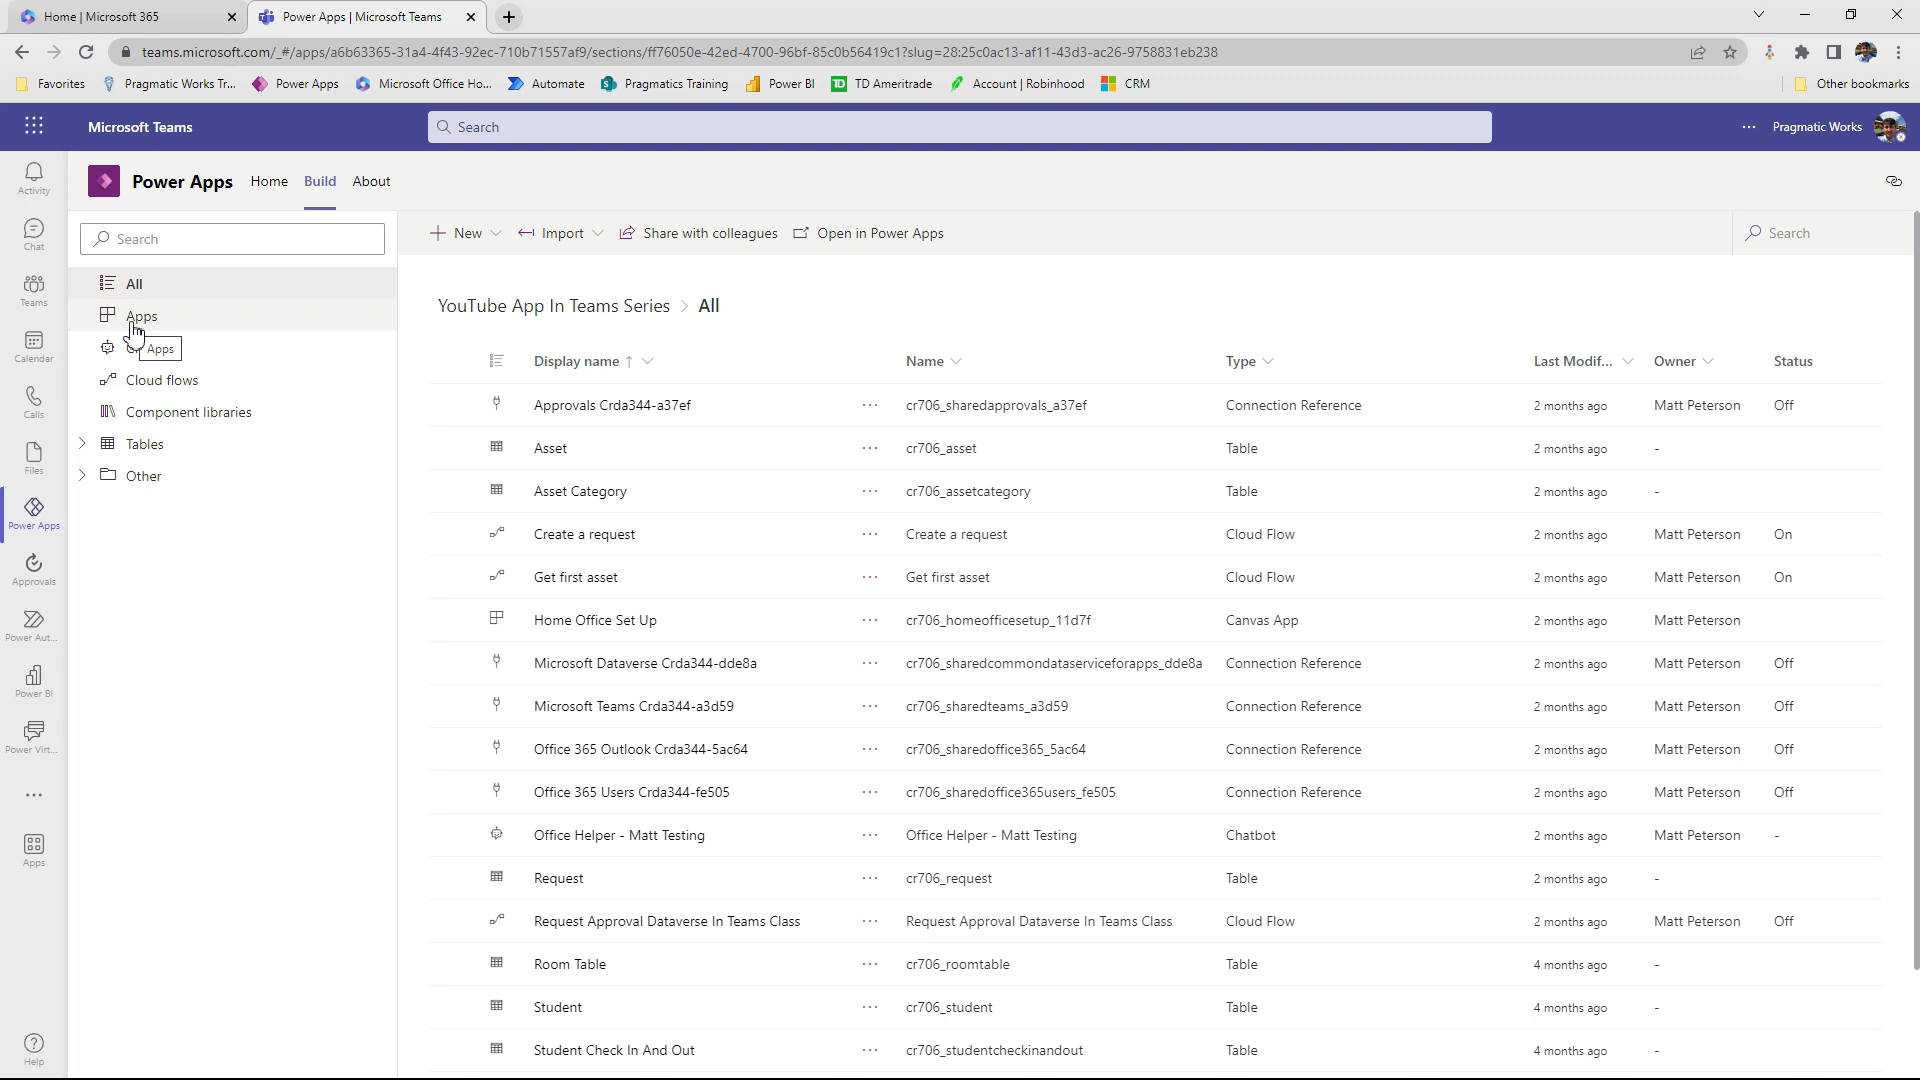 Home | Microsoft 365
Power Apps | Microsoft Teams
teams.microsoft.com/_#/apps/a6b63365-31a4-4f43-92ec-710b71557af9/sections/ff76050e-42ed-4700-96bf-85c0b56419c1?slug=28:25c0ac13-af11-43d3-ac26-9758831eb238
Favorites Pragmatic Works Tr... Power Apps Microsoft Office Ho... Automate Pragmatics Training Power BI TD Ameritrade Account | Robinhood CRM Other bookmarks
Microsoft Teams Search ... Pragmatic Works
Activity
Chat
Teams
Calendar
Calls
Files
Power Apps
Approvals
Power Aut...
Power BI
Power Virt...
Apps
Help
Power Apps Home Build About
Search
All
Apps
Apps
Cloud flows
Component libraries
Tables
Other
New Import Share with colleagues Open in Power Apps Search
YouTube App In Teams Series > All
Display name ↑ Name Type Last Modif... Owner Status
Approvals Crda344-a37ef ... cr706_sharedapprovals_a37ef Connection Reference 2 months ago Matt Peterson Off
Asset ... cr706_asset Table 2 months ago -
Asset Category ... cr706_assetcategory Table 2 months ago -
Create a request ... Create a request Cloud Flow 2 months ago Matt Peterson On
Get first asset ... Get first asset Cloud Flow 2 months ago Matt Peterson On
Home Office Set Up ... cr706_homeofficesetup_11d7f Canvas App 2 months ago Matt Peterson
Microsoft Dataverse Crda344-dde8a ... cr706_sharedcommondataserviceforapps_dde8a Connection Reference 2 months ago Matt Peterson Off
Microsoft Teams Crda344-a3d59 ... cr706_sharedteams_a3d59 Connection Reference 2 months ago Matt Peterson Off
Office 365 Outlook Crda344-5ac64 ... cr706_sharedoffice365_5ac64 Connection Reference 2 months ago Matt Peterson Off
Office 365 Users Crda344-fe505 ... cr706_sharedoffice365users_fe505 Connection Reference 2 months ago Matt Peterson Off
Office Helper - Matt Testing ... Office Helper - Matt Testing Chatbot 2 months ago Matt Peterson -
Request ... cr706_request Table 2 months ago -
Request Approval Dataverse In Teams Class ... Request Approval Dataverse In Teams Class Cloud Flow 2 months ago Matt Peterson Off
Room Table ... cr706_roomtable Table 4 months ago -
Student ... cr706_student Table 4 months ago -
Student Check In And Out ... cr706_studentcheckinandout Table 4 months ago -